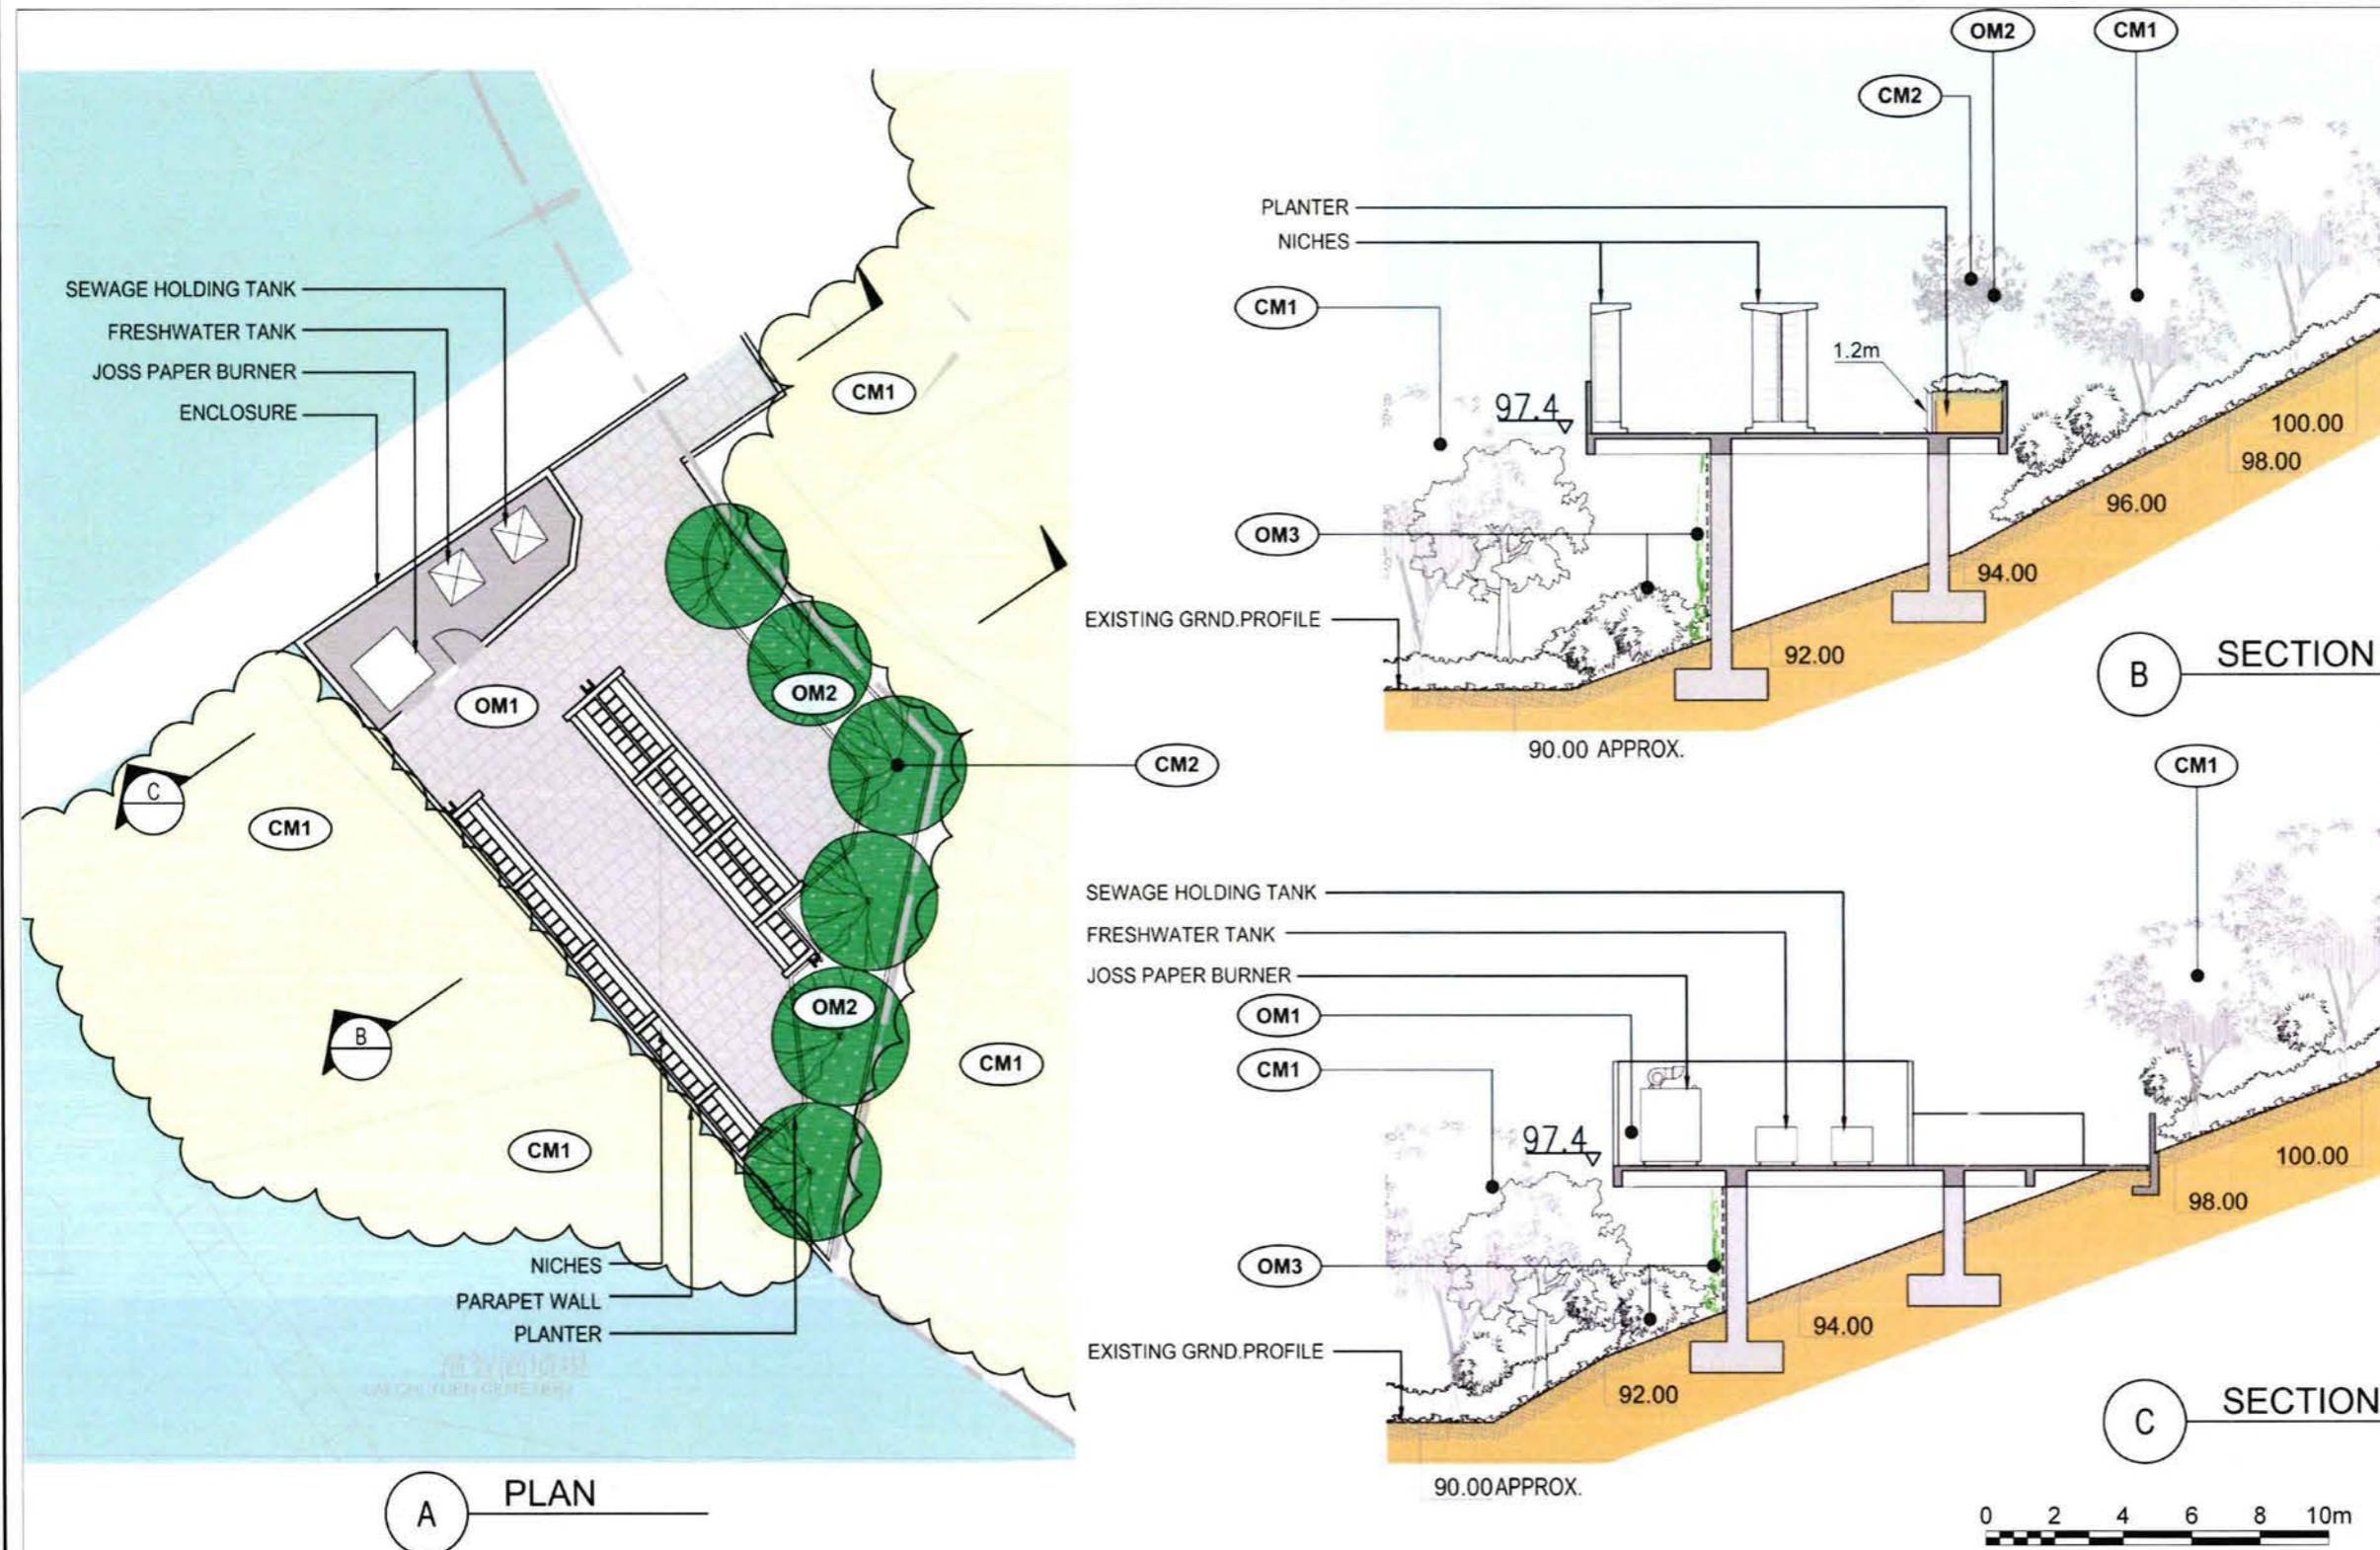 SEWAGE HOLDING TANK
FRESHWATER TANK
JOSS PAPER BURNER
ENCLOSURE
CM1
OM1
OM2
CM2
C
CM1
OM2
B
CM1
CM1
NICHES
PARAPET WALL
PLANTER
A PLAN
OM2
CM1
CM2
PLANTER
NICHES
CM1
1.2m
97.4
100.00
98.00
OM3
96.00
94.00
EXISTING GRND.PROFILE
92.00
B SECTION
90.00 APPROX.
CM1
SEWAGE HOLDING TANK
FRESHWATER TANK
JOSS PAPER BURNER
OM1
CM1
97.4
100.00
98.00
OM3
94.00
EXISTING GRND.PROFILE
92.00
C SECTION
90.00APPROX.
0 2 4 6 8 10m